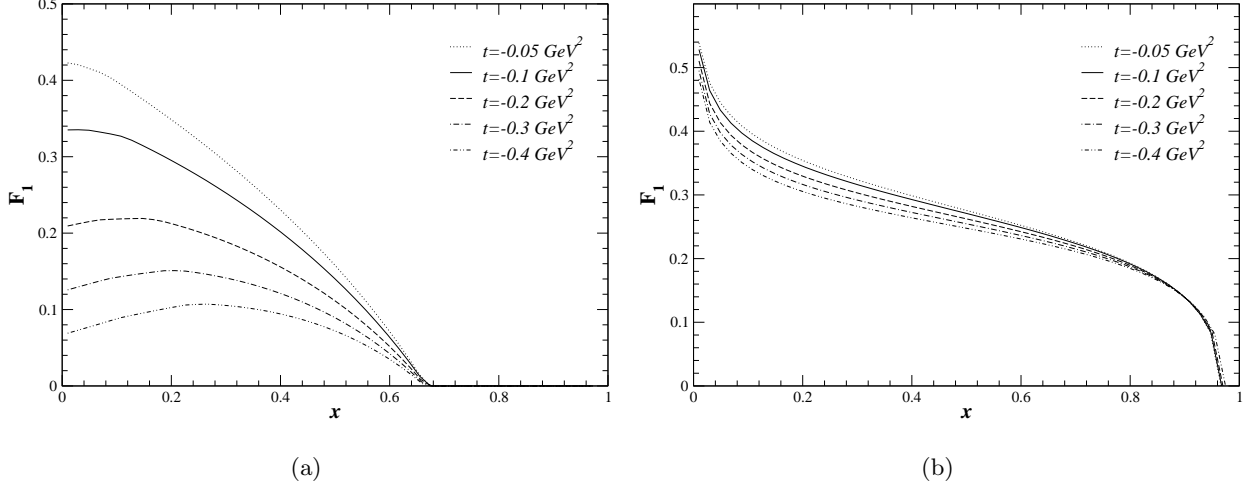 0.5
0.4
0.3
0.2
0.1
0
F1
0 0.2 0.4 0.6 0.8 1
x
t=-0.05 GeV²
t=-0.1 GeV²
t=-0.2 GeV²
t=-0.3 GeV²
t=-0.4 GeV²
(a)
0.5
0.4
0.3
0.2
0.1
0
F1
0 0.2 0.4 0.6 0.8 1
x
t=-0.05 GeV²
t=-0.1 GeV²
t=-0.2 GeV²
t=-0.3 GeV²
t=-0.4 GeV²
(b)